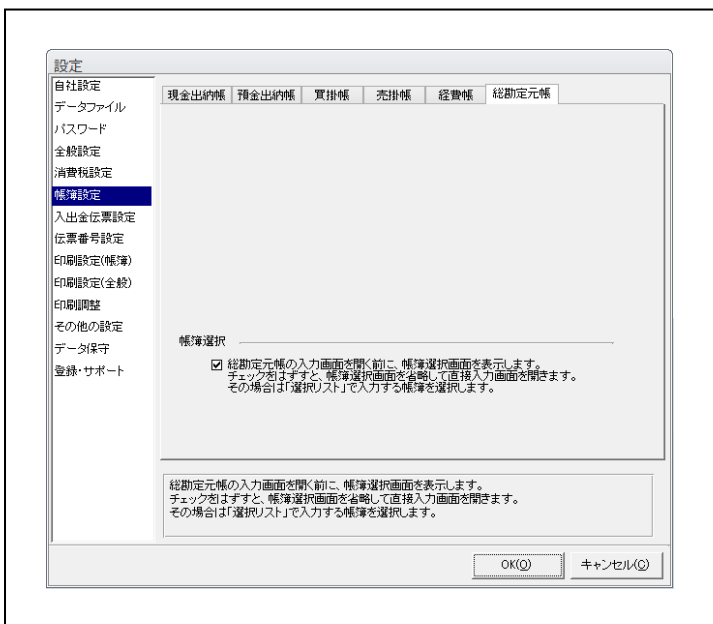 設定
自社設定
データファイル
パスワード
全般設定
消費税設定
帳簿設定
入出金伝票設定
伝票番号設定
印刷設定(帳簿)
印刷設定(全般)
印刷調整
その他の設定
データ保守
登録・サポート
現金出納帳 預金出納帳 買掛帳 売掛帳 経費帳 総勘定元帳
帳簿選択
総勘定元帳の入力画面を開く前に、帳簿選択画面を表示します。
チェックをはずすと、帳簿選択画面を省略して直接入力画面を開きます。
その場合は「選択リスト」で入力する帳簿を選択します。
総勘定元帳の入力画面を開く前に、帳簿選択画面を表示します。
チェックをはずすと、帳簿選択画面を省略して直接入力画面を開きます。
その場合は「選択リスト」で入力する帳簿を選択します。
OK(O) キャンセル(C)